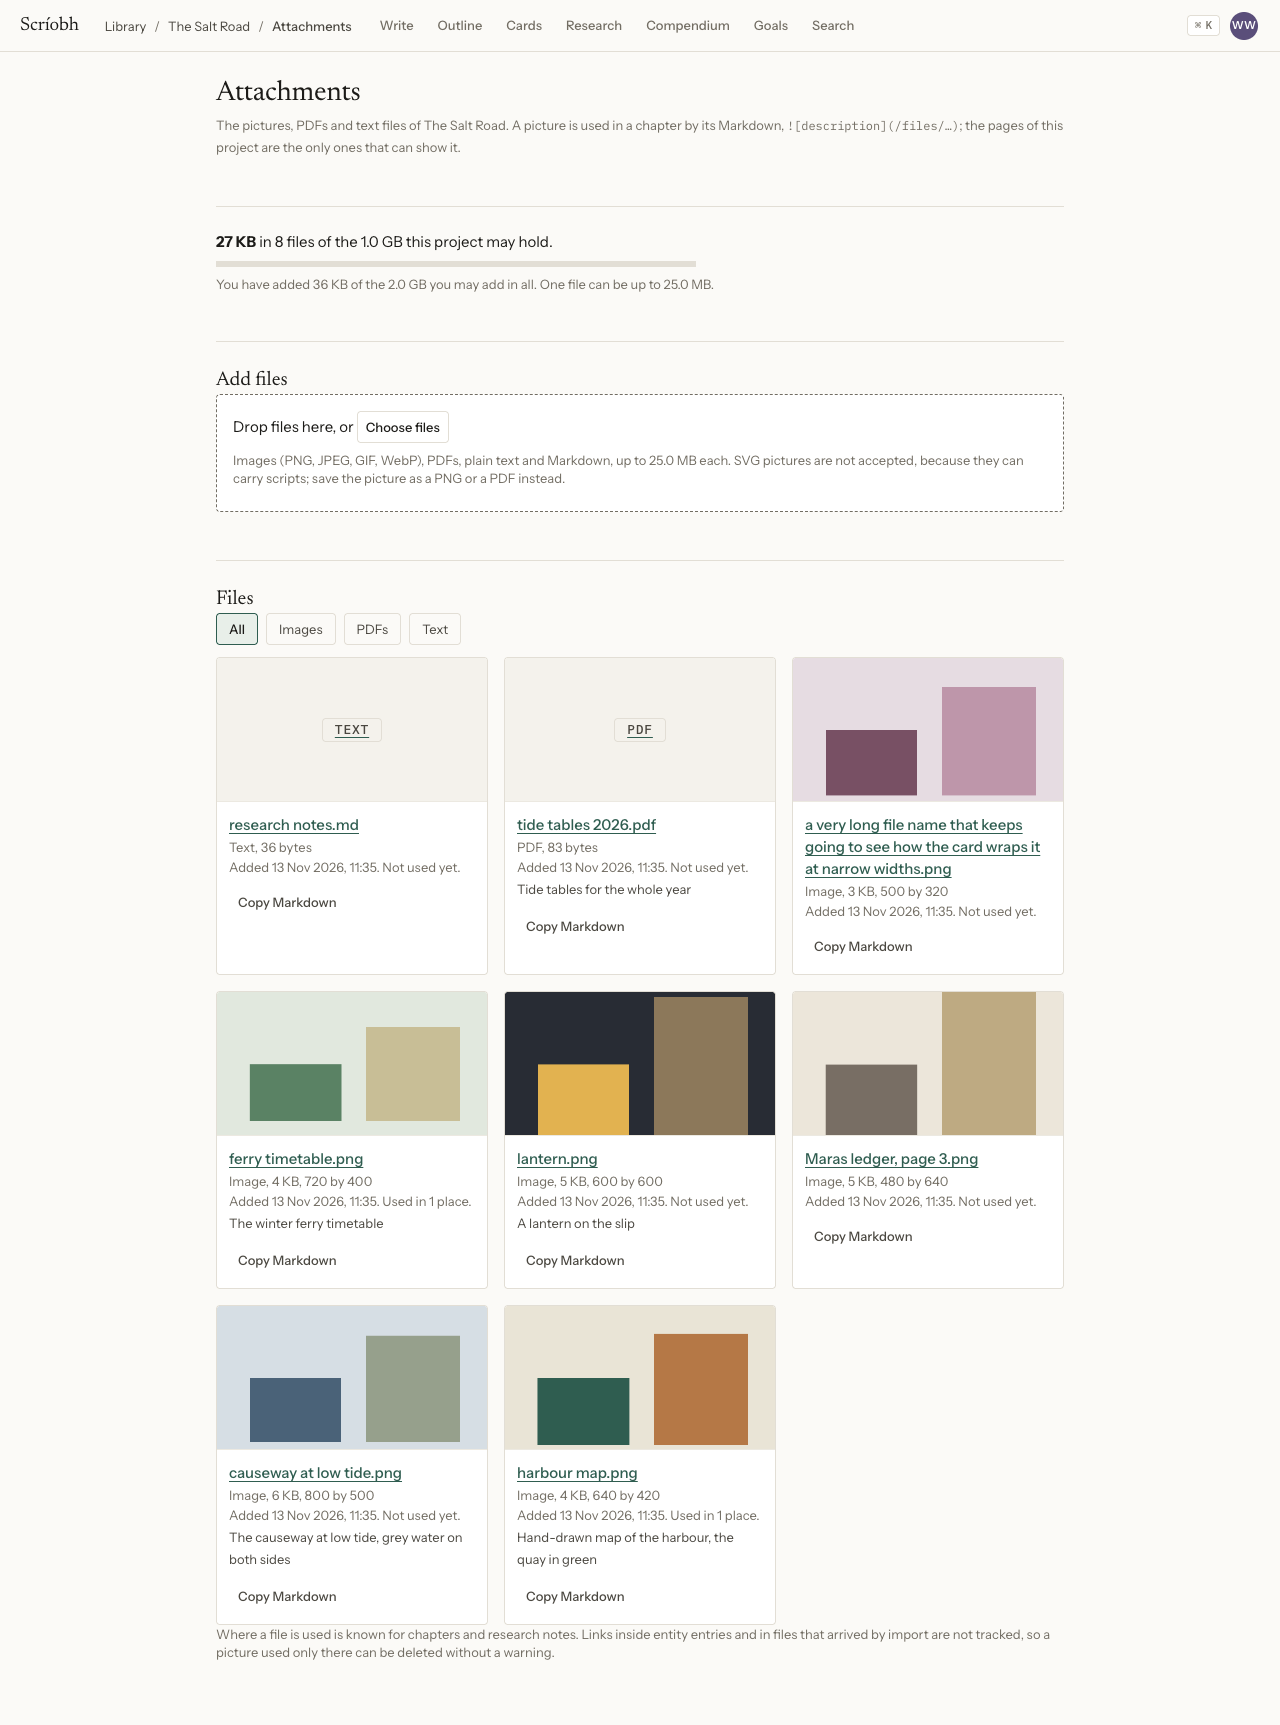 Scríobh
Library / The Salt Road / Attachments
Write
Outline
Cards
Research
Compendium
Goals
Search
⌘ K
WW
Attachments
The pictures, PDFs and text files of The Salt Road. A picture is used in a chapter by its Markdown, ![description](/files/…); the pages of this
project are the only ones that can show it.
27 KB in 8 files of the 1.0 GB this project may hold.
You have added 36 KB of the 2.0 GB you may add in all. One file can be up to 25.0 MB.
Add files
Drop files here, or Choose files
Images (PNG, JPEG, GIF, WebP), PDFs, plain text and Markdown, up to 25.0 MB each. SVG pictures are not accepted, because they can
carry scripts; save the picture as a PNG or a PDF instead.
Files
All
Images
PDFs
Text
TEXT
research notes.md
Text, 36 bytes
Added 13 Nov 2026, 11:35. Not used yet.
Copy Markdown
PDF
tide tables 2026.pdf
PDF, 83 bytes
Added 13 Nov 2026, 11:35. Not used yet.
Tide tables for the whole year
Copy Markdown
a very long file name that keeps
going to see how the card wraps it
at narrow widths.png
Image, 3 KB, 500 by 320
Added 13 Nov 2026, 11:35. Not used yet.
Copy Markdown
ferry timetable.png
Image, 4 KB, 720 by 400
Added 13 Nov 2026, 11:35. Used in 1 place.
The winter ferry timetable
Copy Markdown
lantern.png
Image, 5 KB, 600 by 600
Added 13 Nov 2026, 11:35. Not used yet.
A lantern on the slip
Copy Markdown
Maras ledger, page 3.png
Image, 5 KB, 480 by 640
Added 13 Nov 2026, 11:35. Not used yet.
Copy Markdown
causeway at low tide.png
Image, 6 KB, 800 by 500
Added 13 Nov 2026, 11:35. Not used yet.
The causeway at low tide, grey water on
both sides
Copy Markdown
harbour map.png
Image, 4 KB, 640 by 420
Added 13 Nov 2026, 11:35. Used in 1 place.
Hand-drawn map of the harbour, the
quay in green
Copy Markdown
Where a file is used is known for chapters and research notes. Links inside entity entries and in files that arrived by import are not tracked, so a
picture used only there can be deleted without a warning.